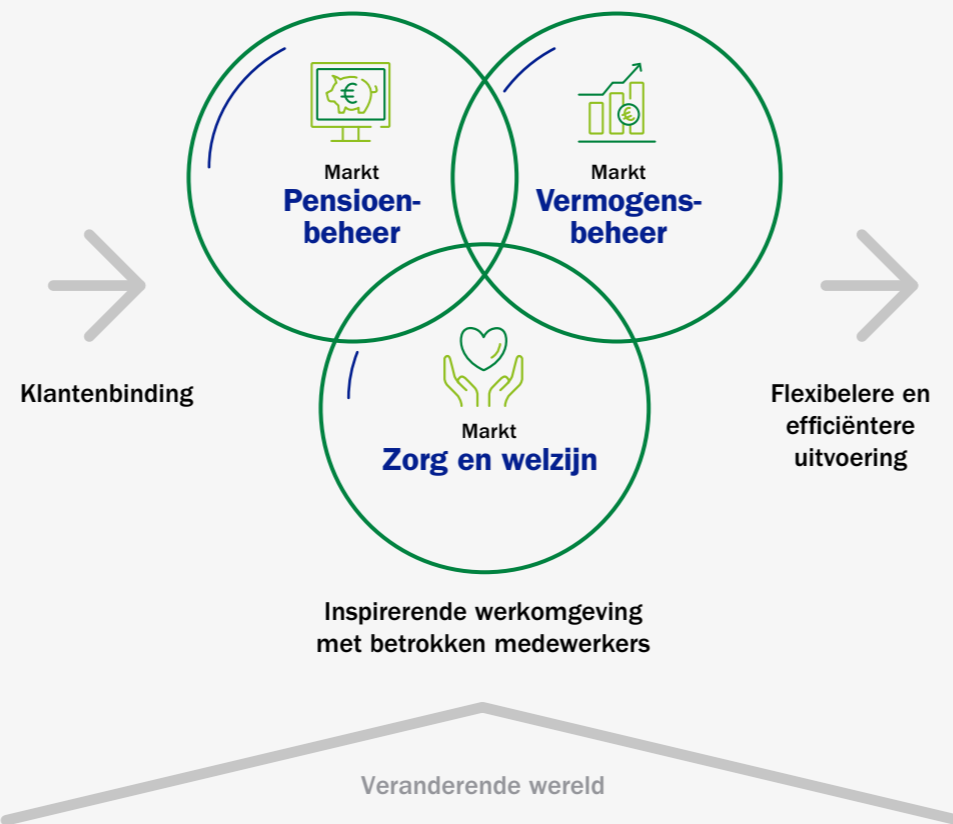 Markt
Pensioen-
beheer
Markt
Vermogens-
beheer
Markt
Zorg en welzijn
Klantenbinding
Flexibelere en
efficiëntere
uitvoering
Inspirerende werkomgeving
met betrokken medewerkers
Veranderende wereld